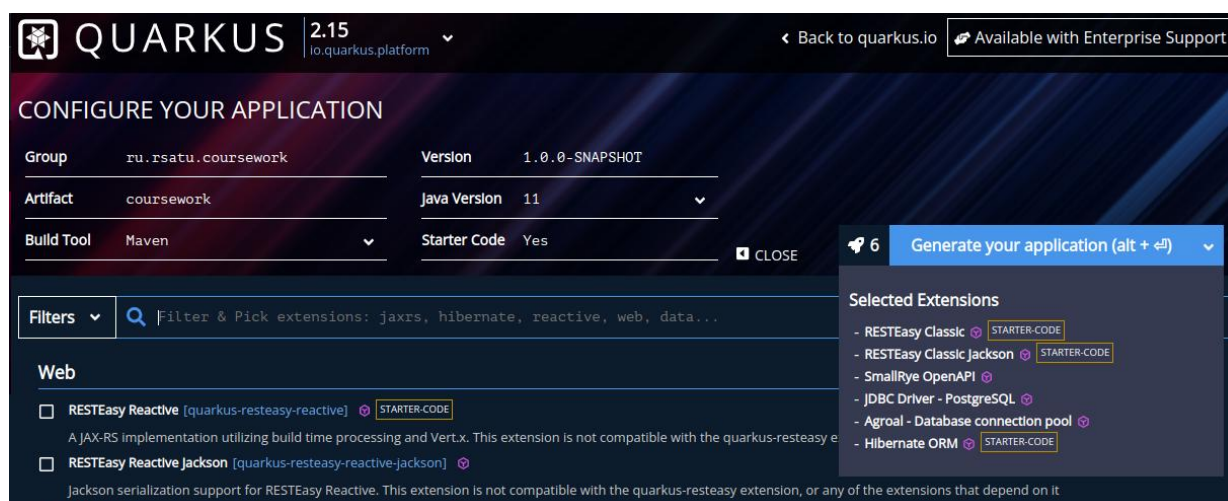 QUARKUS 2.15 io.quarkus.platform
Back to quarkus.io Available with Enterprise Support
CONFIGURE YOUR APPLICATION
Group ru.rsatu.coursework Version 1.0.0-SNAPSHOT
Artifact coursework Java Version 11
Build Tool Maven Starter Code Yes
CLOSE
6 Generate your application (alt + ⏎)
Selected Extensions
- RESTEasy Classic STARTER-CODE
- RESTEasy Classic Jackson STARTER-CODE
- SmallRye OpenAPI
- JDBC Driver - PostgreSQL
- Agroal - Database connection pool
- Hibernate ORM STARTER-CODE
Filters Filter & Pick extensions: jaxrs, hibernate, reactive, web, data...
Web
RESTEasy Reactive [quarkus-resteasy-reactive] STARTER-CODE
A JAX-RS implementation utilizing build time processing and Vert.x. This extension is not compatible with the quarkus-resteasy e
RESTEasy Reactive Jackson [quarkus-resteasy-reactive-jackson]
Jackson serialization support for RESTEasy Reactive. This extension is not compatible with the quarkus-resteasy extension, or any of the extensions that depend on it